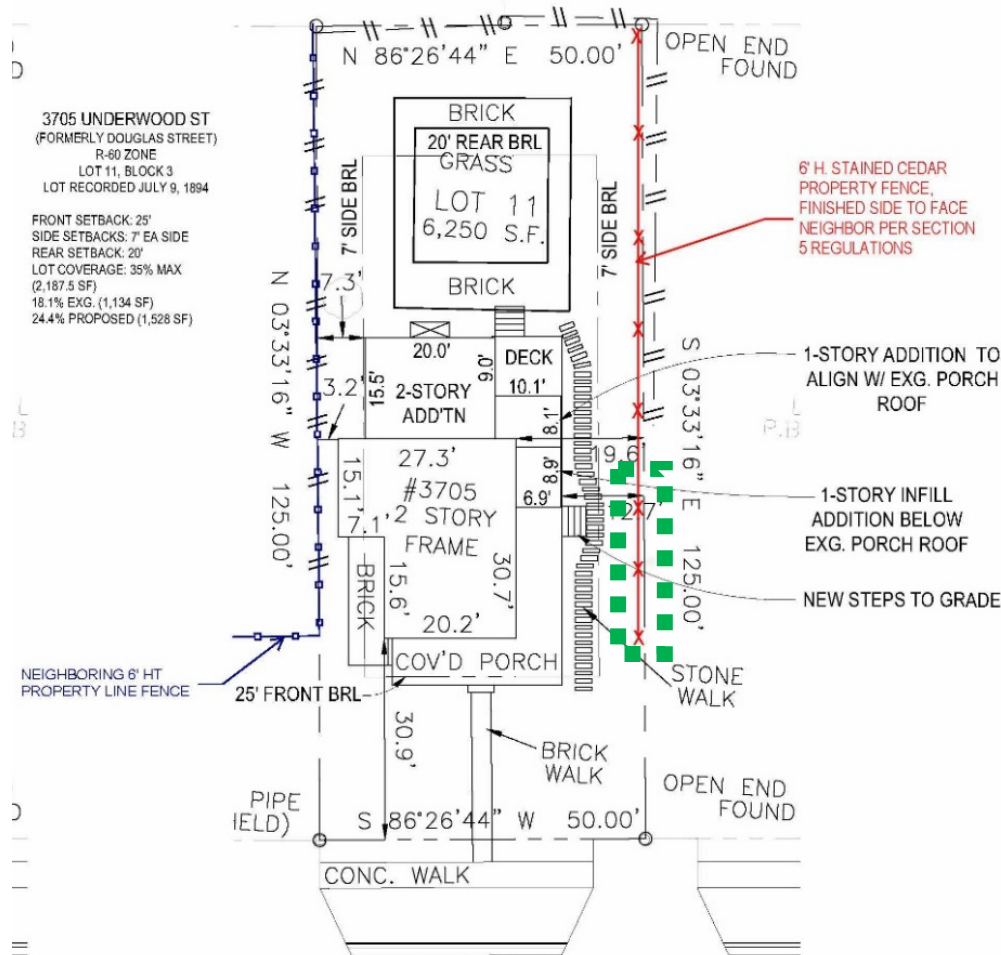 N 86°26'44" E 50.00'
OPEN END
FOUND
3705 UNDERWOOD ST
(FORMERLY DOUGLAS STREET)
R-60 ZONE
LOT 11, BLOCK 3
LOT RECORDED JULY 9, 1894
FRONT SETBACK: 25'
SIDE SETBACKS: 7' EA SIDE
REAR SETBACK: 20'
LOT COVERAGE: 35% MAX
(2,187.5 SF)
18.1% EXG. (1,134 SF)
24.4% PROPOSED (1,528 SF)
BRICK
20' REAR BRL
GRASS
LOT 11
6,250 S.F.
BRICK
7' SIDE BRL
7' SIDE BRL
6' H. STAINED CEDAR
PROPERTY FENCE,
FINISHED SIDE TO FACE
NEIGHBOR PER SECTION
5 REGULATIONS
N 03°33'16" W 125.00'
S 03°33'16" E 125.00'
7.3'
20.0'
DECK
9.0'
10.1'
3.2'
15.5'
2-STORY
ADD'TN
8.1'
1-STORY ADDITION TO
ALIGN W/ EXG. PORCH
ROOF
P.B
19.6'
27.3'
8.9'
15.1'
#3705
6.9'
7.1'
2 STORY
FRAME
1-STORY INFILL
ADDITION BELOW
EXG. PORCH ROOF
BRICK
15.6'
30.7'
NEW STEPS TO GRADE
20.2'
COV'D PORCH
STONE
WALK
NEIGHBORING 6' HT
PROPERTY LINE FENCE
25' FRONT BRL
30.9'
BRICK
WALK
PIPE
OPEN END
FOUND
S 86°26'44" W 50.00'
CONC. WALK